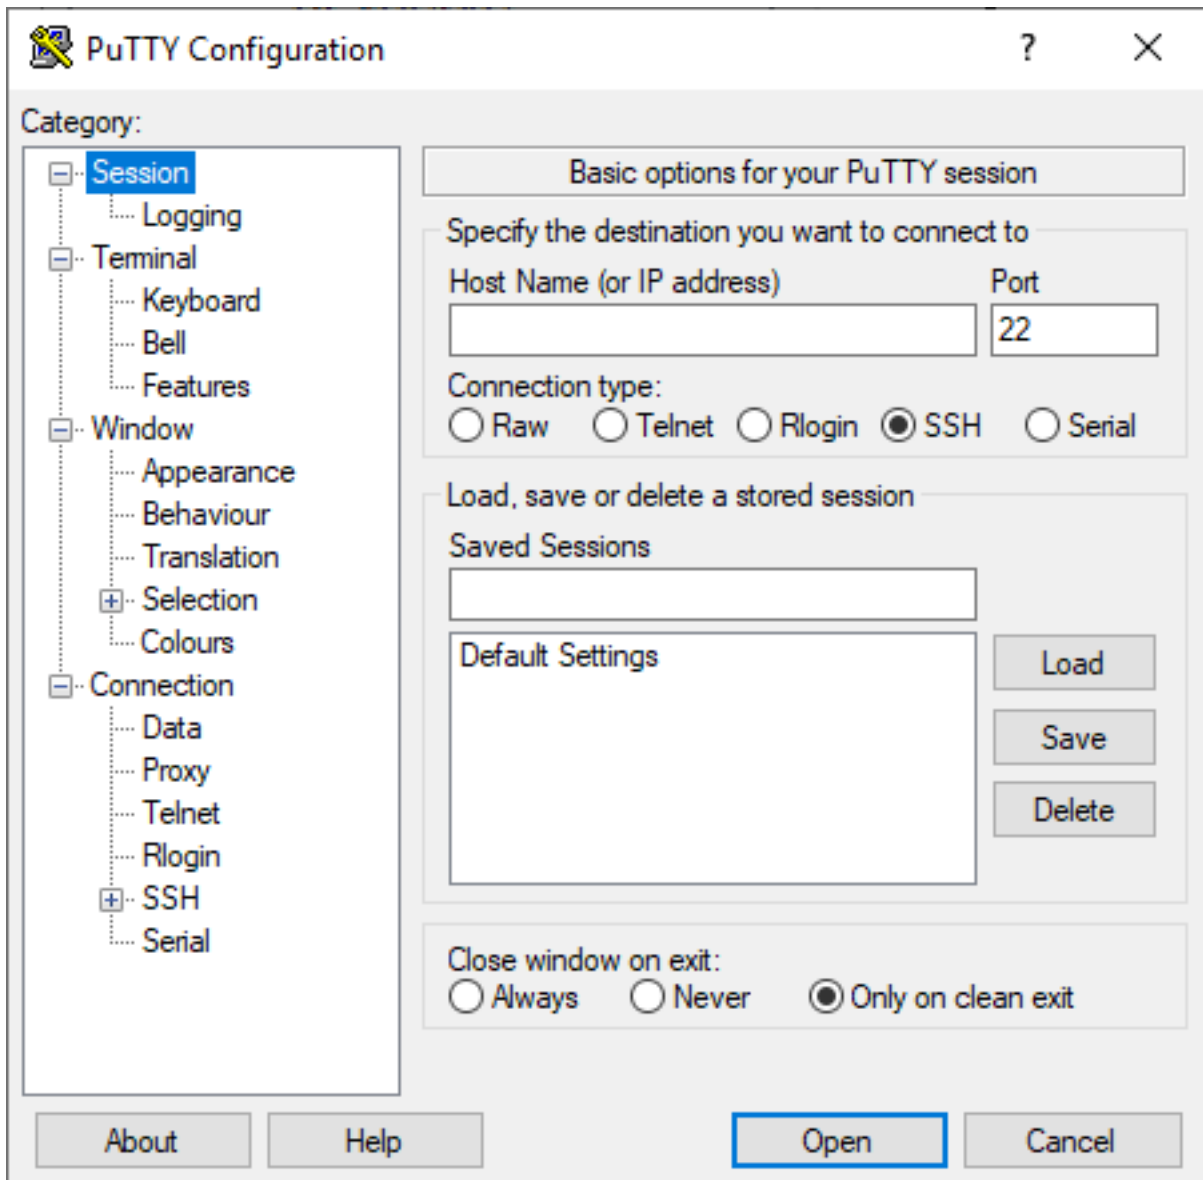 PuTTY Configuration ?
Category:
Session
Logging
Terminal
Keyboard
Bell
Features
Window
Appearance
Behaviour
Translation
Selection
Colours
Connection
Data
Proxy
Telnet
Rlogin
SSH
Serial
Basic options for your PuTTY session
Specify the destination you want to connect to
Host Name (or IP address) Port
22
Connection type:
Raw Telnet Rlogin SSH Serial
Load, save or delete a stored session
Saved Sessions
Default Settings
Load
Save
Delete
Close window on exit:
Always Never Only on clean exit
About Help Open Cancel